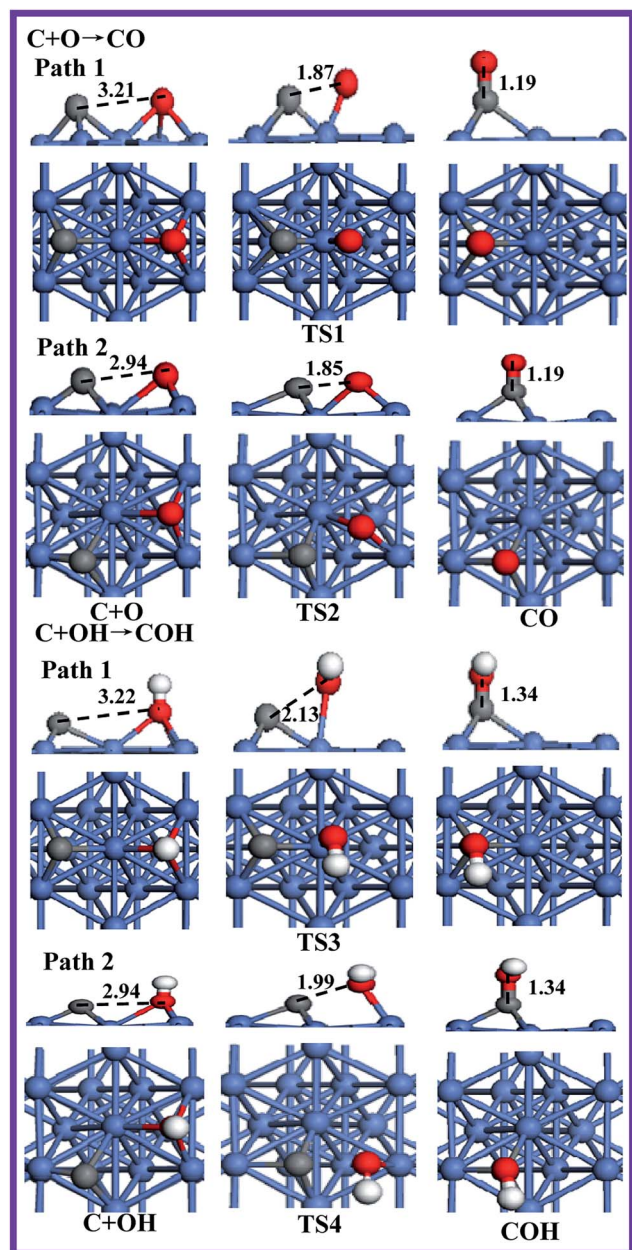 C+O→CO
Path 1
3.21
1.87
1.19
TS1
Path 2
2.94
1.85
1.19
C+O
TS2
CO
C+OH→COH
Path 1
3.22
2.13
1.34
TS3
Path 2
2.94
1.99
1.34
C+OH
TS4
COH